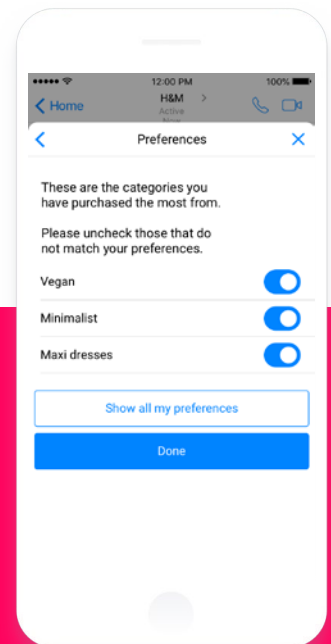 12:00 PM
100%
Home
H&M
Active
Now
Preferences
These are the categories you
have purchased the most from.
Please uncheck those that do
not match your preferences.
Vegan
Minimalist
Maxi dresses
Show all my preferences
Done